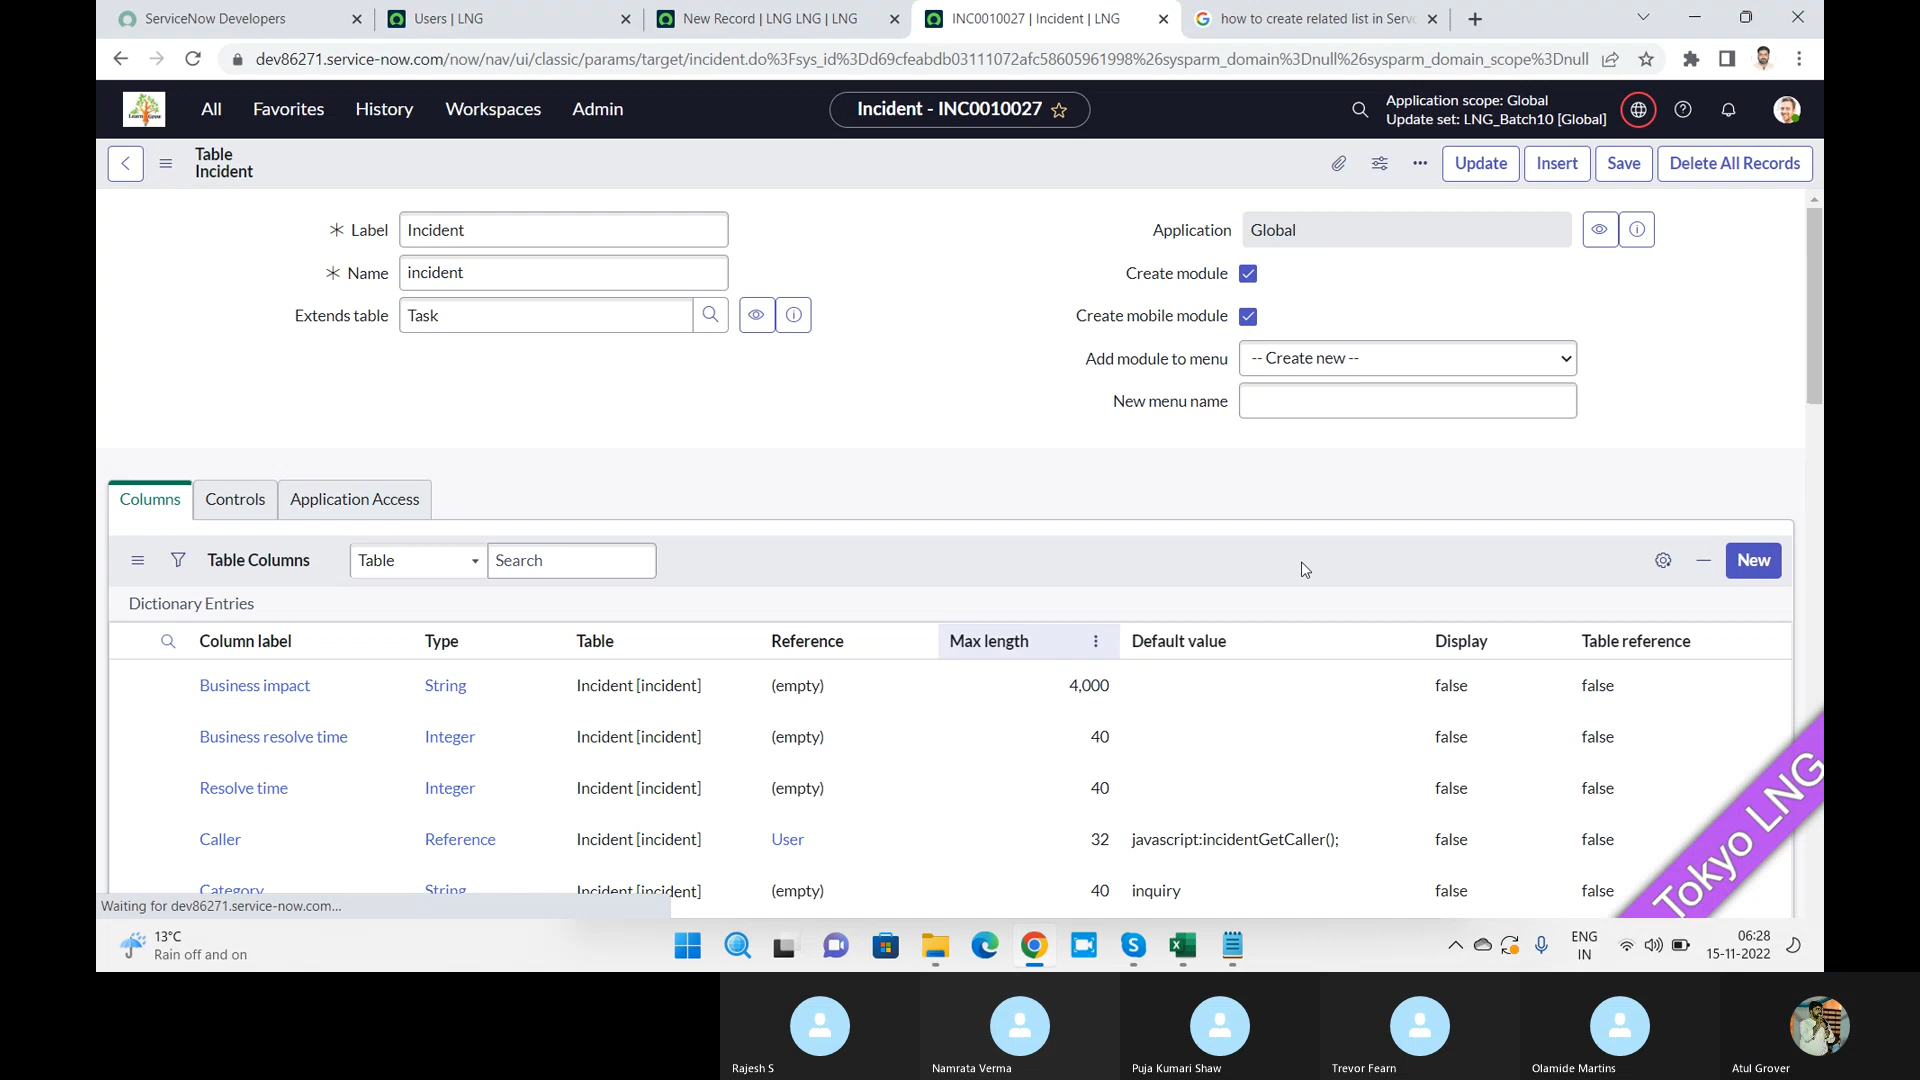 ServiceNow Developers
Users | LNG
New Record | LNG LNG | LNG
INC0010027 | Incident | LNG
how to create related list in Serv
dev86271.service-now.com/now/nav/ui/classic/params/target/incident.do%3Fsys_id%3Dd69cfeabdb03111072afc58605961998%26sysparm_domain%3Dnull%26sysparm_domain_scope%3Dnull
All Favorites History Workspaces Admin
Incident - INC0010027
Application scope: Global
Update set: LNG_Batch10 [Global]
Table
Incident
Update Insert Save Delete All Records
Label Incident
Name incident
Extends table Task
Application Global
Create module
Create mobile module
Add module to menu -- Create new --
New menu name
Columns Controls Application Access
Table Columns Table Search New
Dictionary Entries
Column label Type Table Reference Max length Default value Display Table reference
Business impact String Incident [incident] (empty) 4,000 false false
Business resolve time Integer Incident [incident] (empty) 40 false false
Resolve time Integer Incident [incident] (empty) 40 false false
Caller Reference Incident [incident] User 32 javascript:incidentGetCaller(); false false
Category String Incident [incident] (empty) 40 inquiry false false
Tokyo LNG
Waiting for dev86271.service-now.com...
13°C
Rain off and on
ENG
IN
06:28
15-11-2022
Rajesh S
Namrata Verma
Puja Kumari Shaw
Trevor Fearn
Olamide Martins
Atul Grover